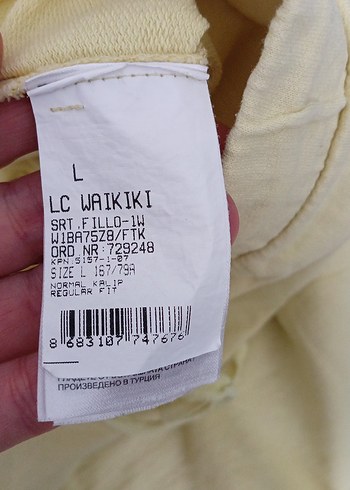 L
LC WAIKIKI
SRT.FILLO-1W
W1BA75Z8/FTK
ORD.NR:729248
KPN.5157-1-07
SIZE L 167/79A
NORMAL KALIP
REGULAR FIT
8 683107 747676
ПРОИЗВЕДЕНО В ТУРЦИЯ